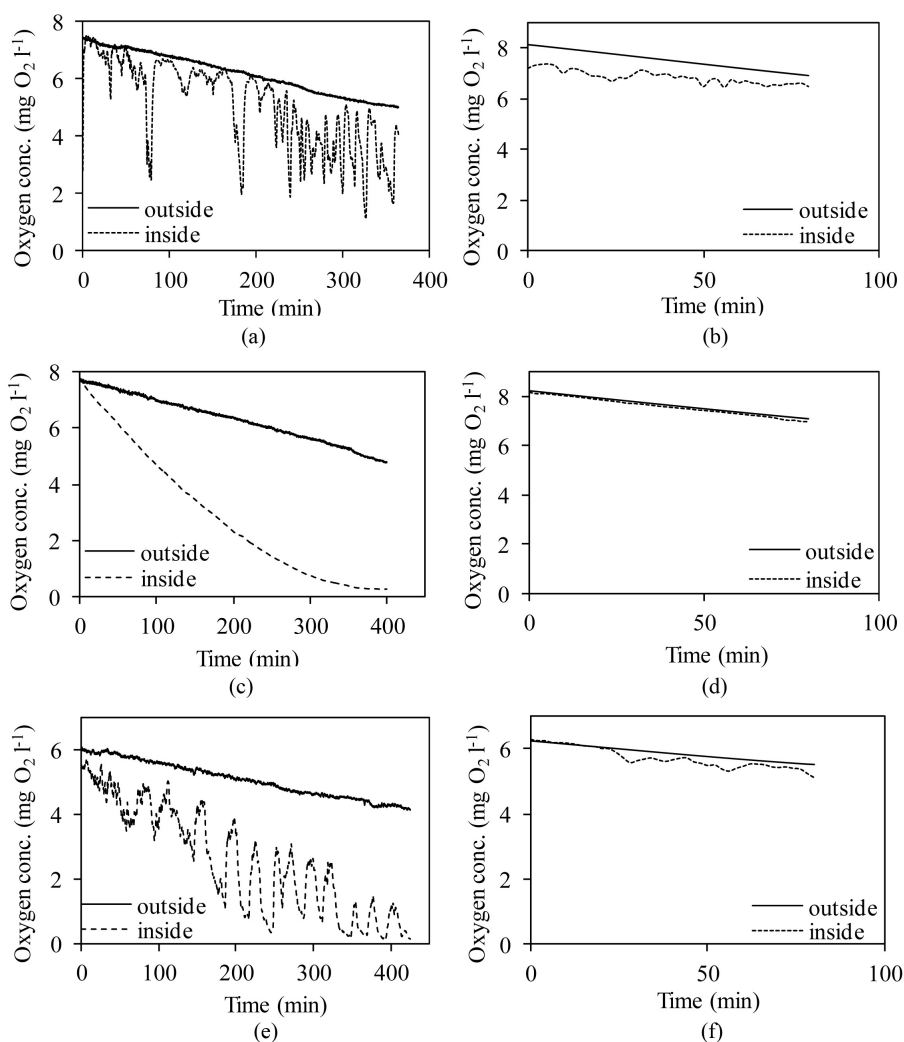 Oxygen conc. (mg O2 l-1)
8
6
4
2
0
outside
inside
0
100
200
300
400
Time (min)
(a)
Oxygen conc. (mg O2 l-1)
8
6
4
2
0
outside
inside
0
50
100
Time (min)
(b)
Oxygen conc. (mg O2 l-1)
8
6
4
2
0
outside
inside
0
100
200
300
400
Time (min)
(c)
Oxygen conc. (mg O2 l-1)
8
6
4
2
0
outside
inside
0
50
100
Time (min)
(d)
Oxygen conc. (mg O2 l-1)
6
4
2
0
outside
inside
0
100
200
300
400
Time (min)
(e)
Oxygen conc. (mg O2 l-1)
6
4
2
0
outside
inside
0
50
100
Time (min)
(f)